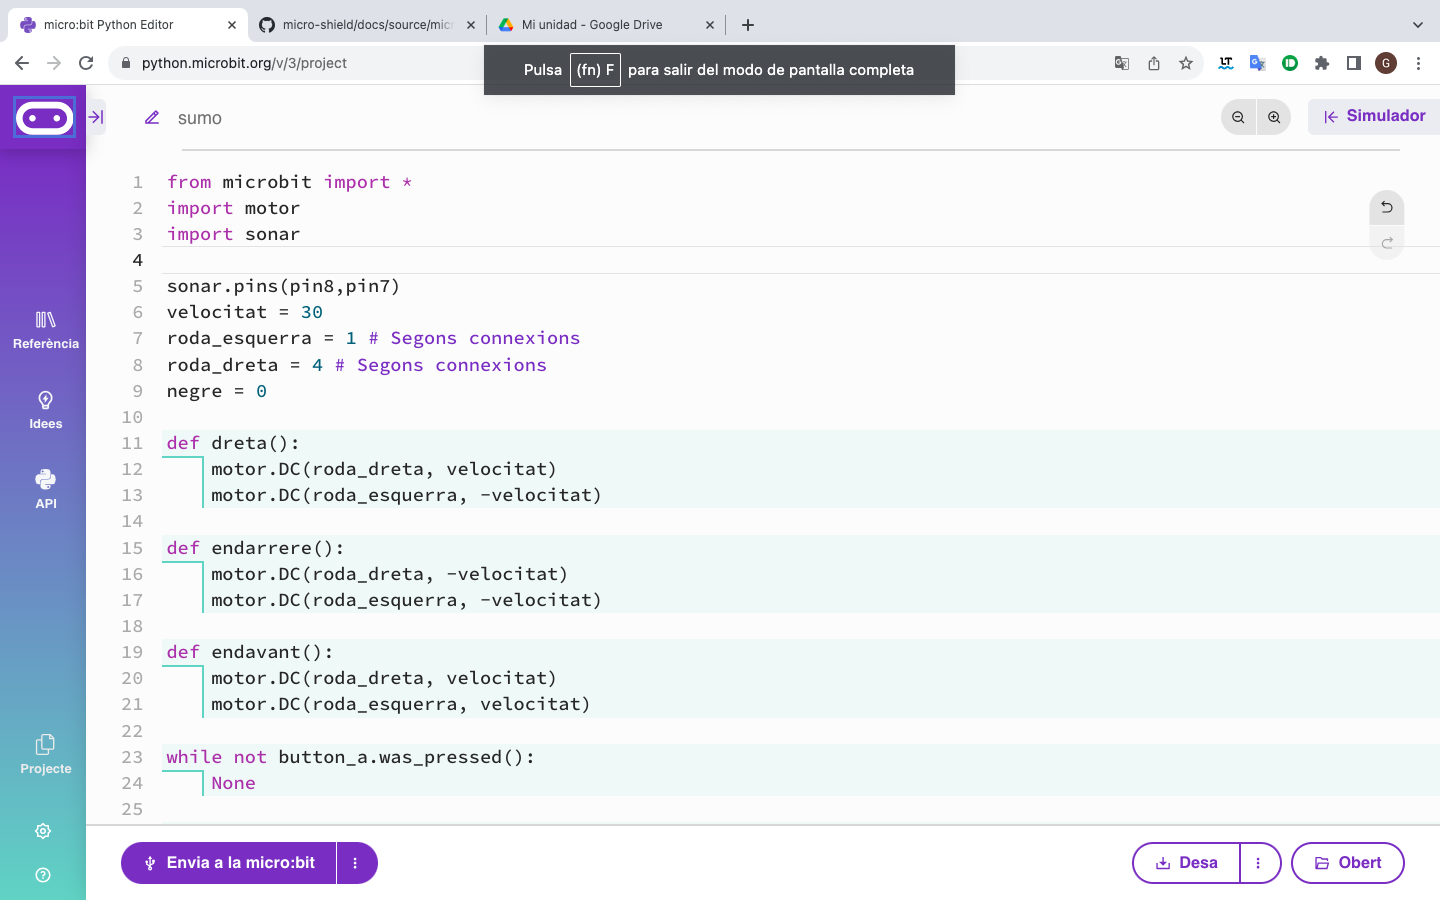 micro:bit Python Editor
micro-shield/docs/source/micr
Mi unidad - Google Drive
python.microbit.org/v/3/project
G
Pulsa (fn) F para salir del modo de pantalla completa
sumo
Simulador
1 from microbit import *
2 import motor
3 import sonar
4
5 sonar.pins(pin8,pin7)
6 velocitat = 30
7 roda_esquerra = 1 # Segons connexions
8 roda_dreta = 4 # Segons connexions
9 negre = 0
10
11 def dreta():
12 motor.DC(roda_dreta, velocitat)
13 motor.DC(roda_esquerra, -velocitat)
14
15 def endarrere():
16 motor.DC(roda_dreta, -velocitat)
17 motor.DC(roda_esquerra, -velocitat)
18
19 def endavant():
20 motor.DC(roda_dreta, velocitat)
21 motor.DC(roda_esquerra, velocitat)
22
23 while not button_a.was_pressed():
24 None
25
Referència
Idees
API
Projecte
Envia a la micro:bit
Desa
Obert